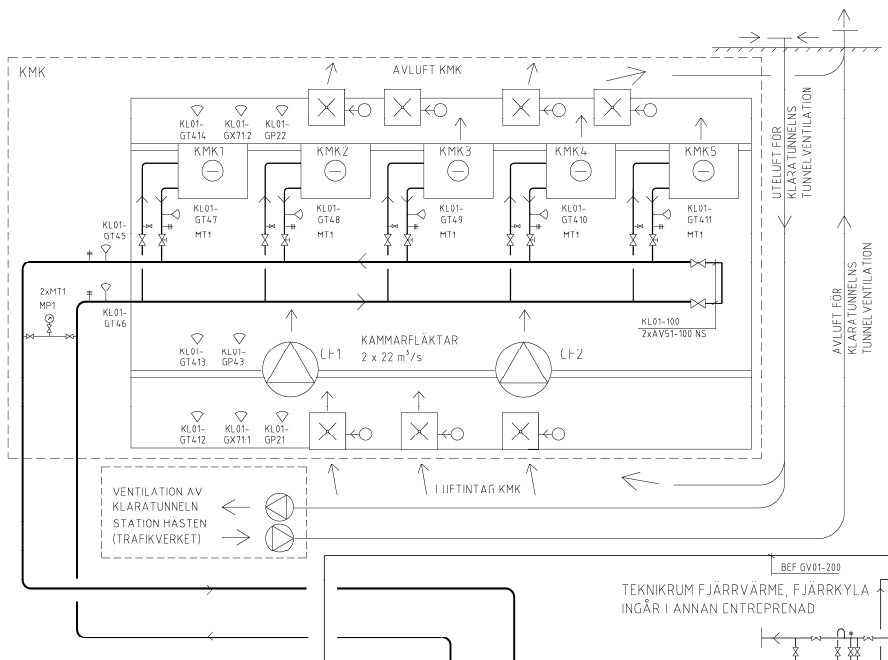 KMK
AVLUFT KMK
KL01-
GT414
KL01-
GX71:2
KL01-
GP22
KMK1
KMK2
KMK3
KMK4
KMK5
KL01-
GT47
MT1
KL01-
GT48
MT1
KL01-
GT49
MT1
KL01-
GT410
MT1
KL01-
GT411
MT1
KL01-
GT45
KL01-
GT46
2xMT1
MP1
KL01-100
2xAV51-100 NS
KL01-
GT413
KL01-
GP43
CF1
KAMMARFLÄKTAR
2 x 22 m³/s
CF2
KL01-
GT412
KL01-
GX71:1
KL01-
GP21
LUFTINTAG KMK
UTELUFT FÖR
KLARATUNNELNS
TUNNELVENTILATION
AVLUFT FÖR
KLARATUNNELNS
TUNNELVENTILATION
VENTILATION AV
KLARATUNNELN
STATION HÄSTEN
(TRAFIKVERKET)
BEF GV01-200
TEKNIKRUM FJÄRRVÄRME, FJÄRRKYLA
INGÅR I ANNAN ENTREPRENAD